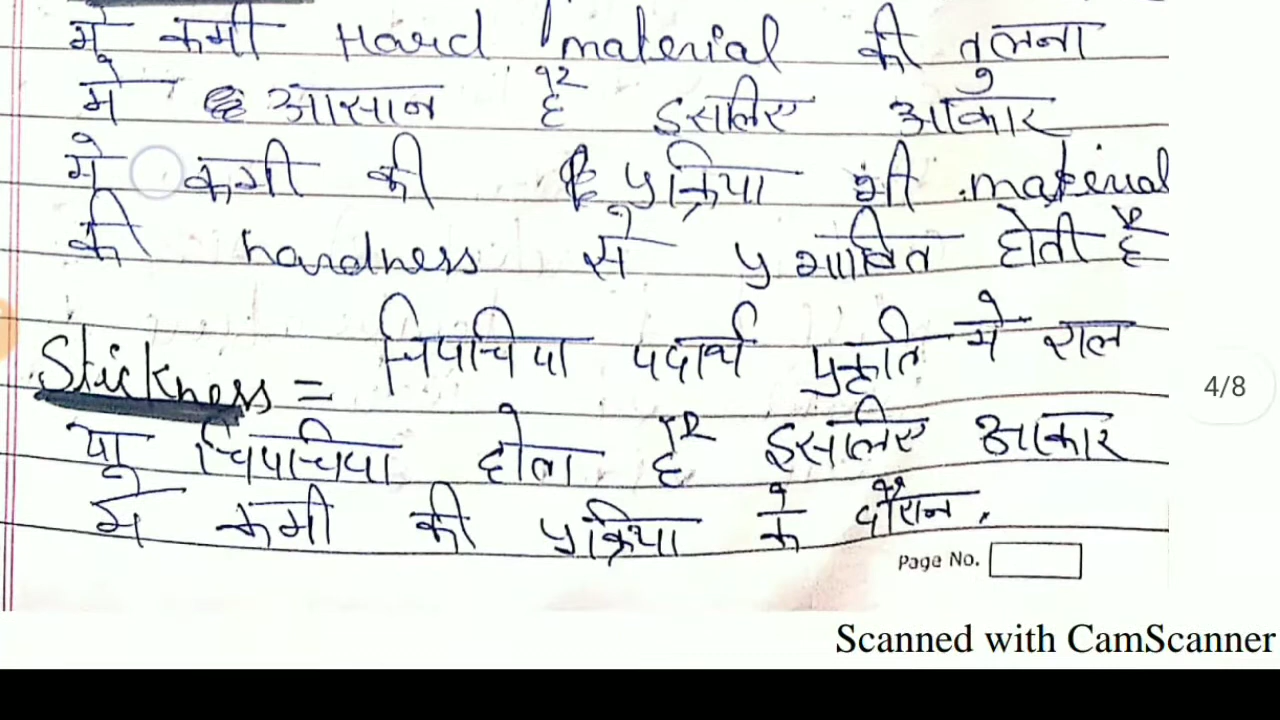 मे कमी Hard material की तुलना
मे आसान है इसलिए आकार
मे कमी की प्रक्रिया भी material
की hardness से प्रभावित होती है
Stickness = चिपचिपा पदार्थ प्रकृति मे राल
4/8
या चिपचिपा होता है इसलिए आकार
मे कमी की प्रक्रिया के दौरान,
Page No.
Scanned with CamScanner